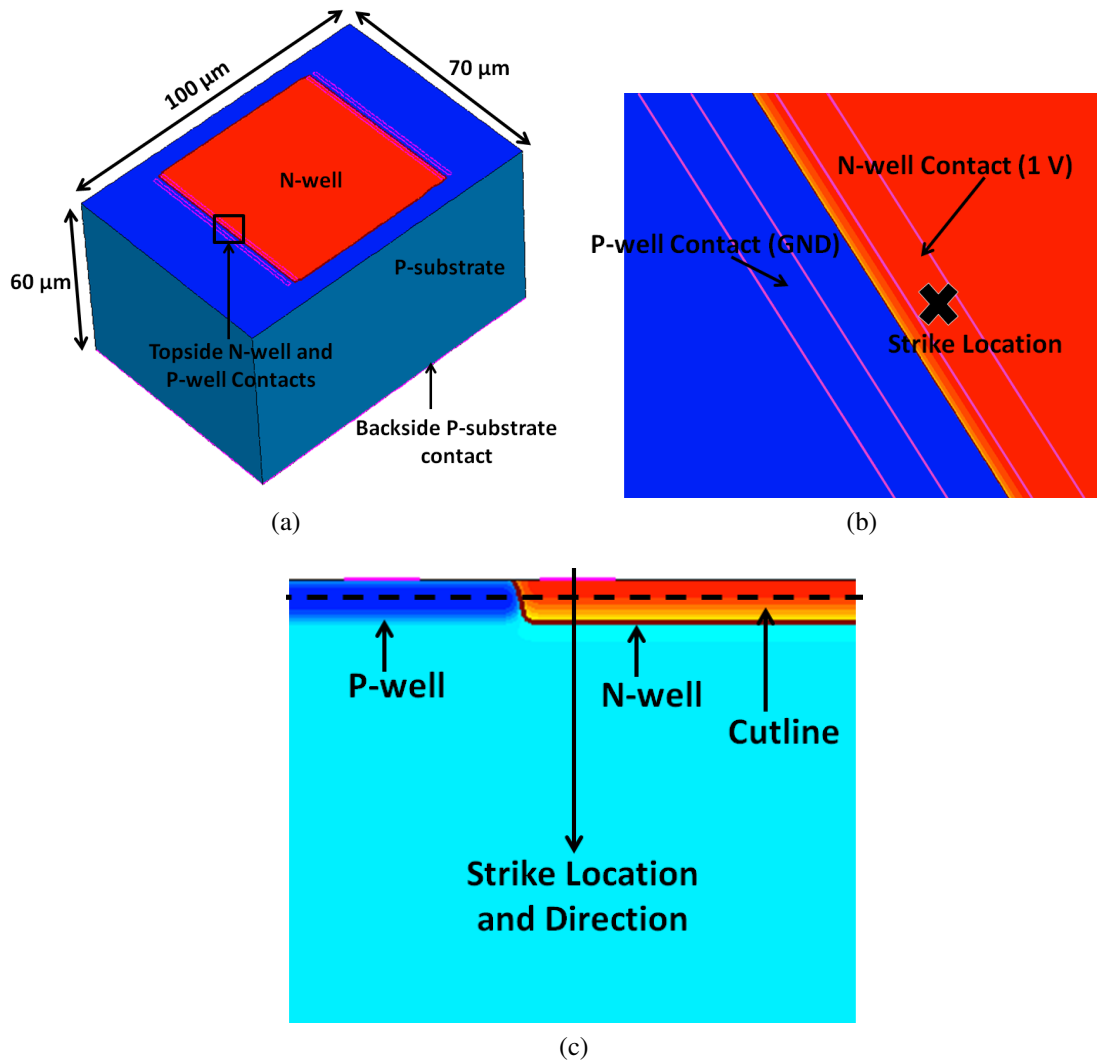 100 µm
70 µm
N-well
60 µm
P-substrate
Topside N-well and
P-well Contacts
Backside P-substrate
contact
(a)
N-well Contact (1 V)
P-well Contact (GND)
Strike Location
(b)
P-well
N-well
Cutline
Strike Location
and Direction
(c)